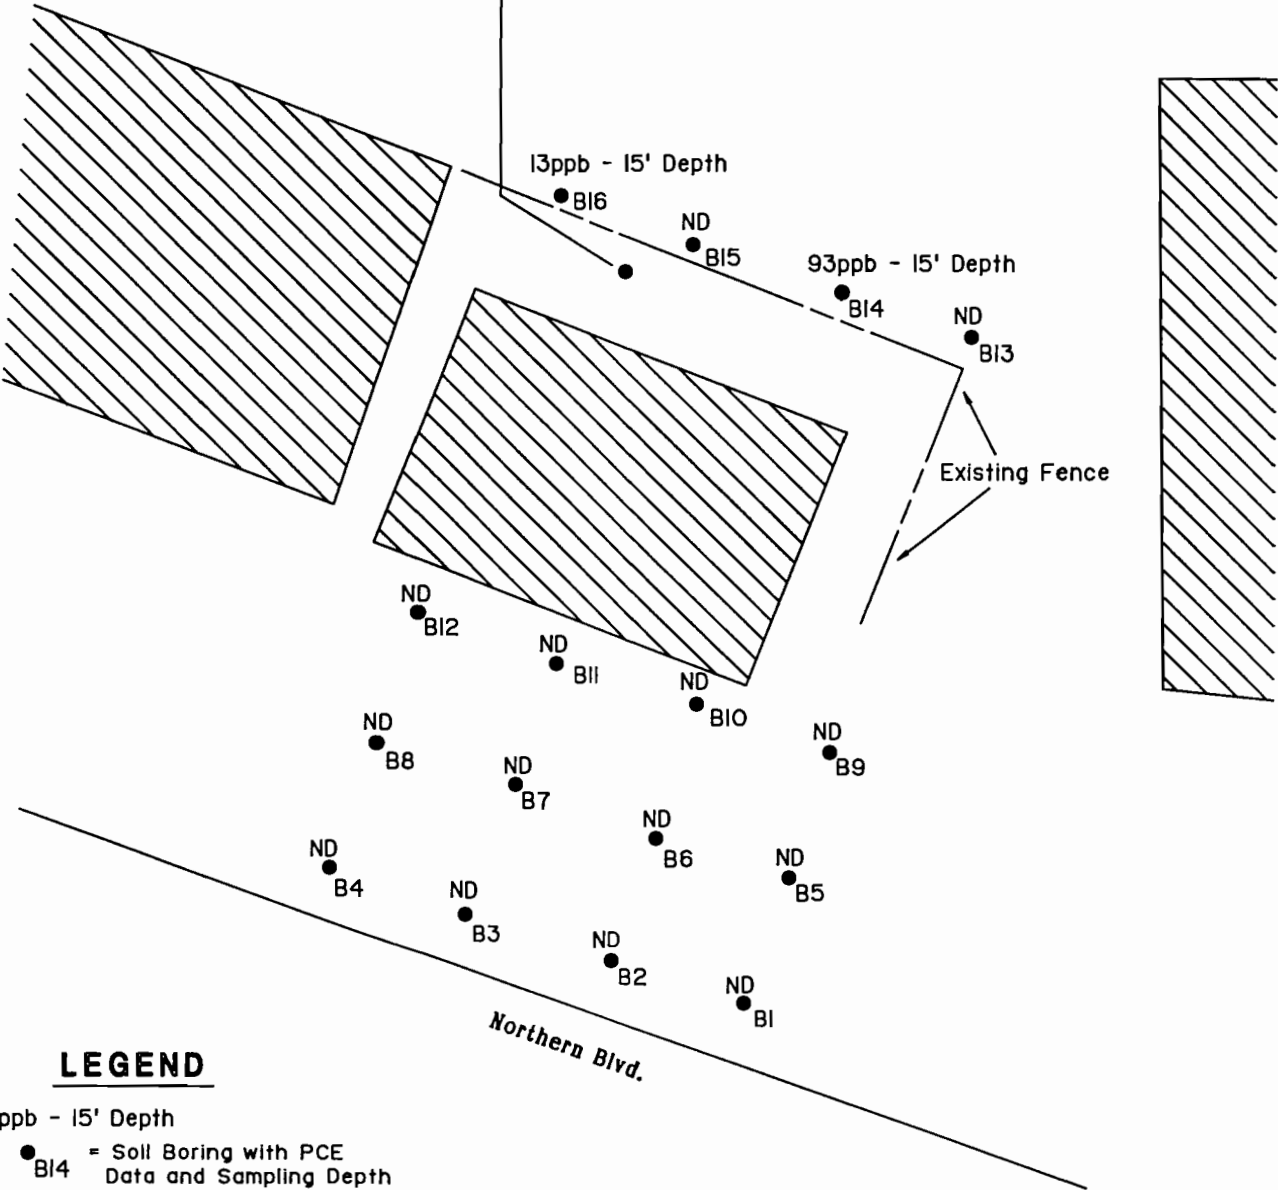 13ppb - 15' Depth
B16
ND
B15
93ppb - 15' Depth
B14
ND
B13
Existing Fence
ND
B12
ND
B11
ND
B10
ND
B9
ND
B8
ND
B7
ND
B6
ND
B5
ND
B4
ND
B3
ND
B2
ND
B1
Northern Blvd.
LEGEND
ppb - 15' Depth
B14 = Soil Boring with PCE
Data and Sampling Depth